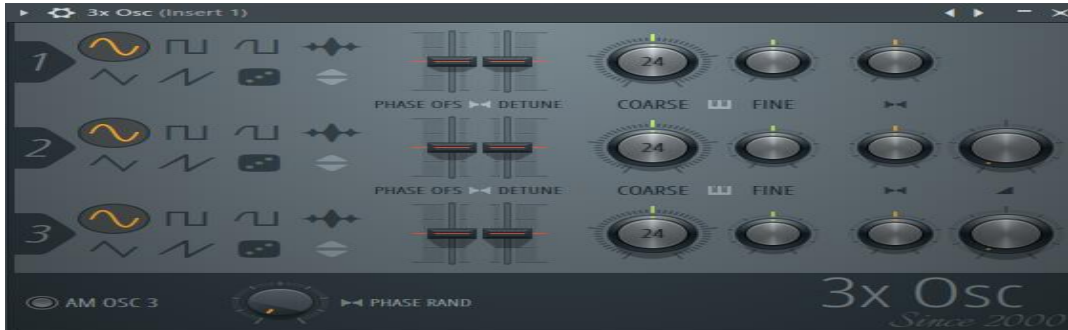 3x Osc (Insert 1)
1
24
PHASE OFS DETUNE COARSE FINE
2
24
PHASE OFS DETUNE COARSE FINE
3
24
AM OSC 3 PHASE RAND
3x Osc
Since 2000